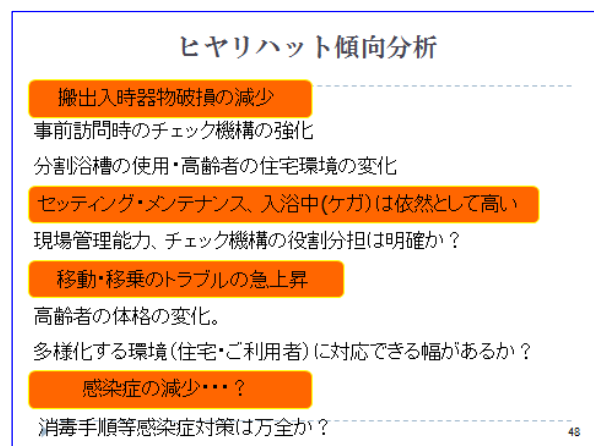 ヒヤリハット傾向分析
搬出入時器物破損の減少
事前訪問時のチェック機構の強化
分割浴槽の使用・高齢者の住宅環境の変化
セッティング・メンテナンス、入浴中(ケガ)は依然として高い
現場管理能力、チェック機構の役割分担は明確か？
移動・移乗のトラブルの急上昇
高齢者の体格の変化。
多様化する環境(住宅・ご利用者)に対応できる幅があるか？
感染症の減少・・・？
消毒手順等感染症対策は万全か？
48